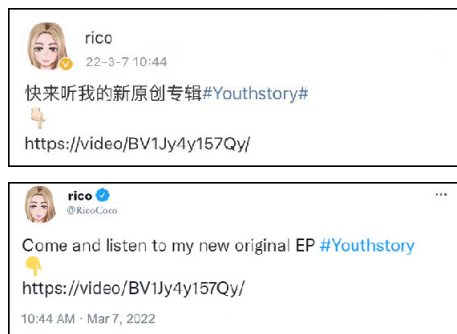 rico
22-3-7 10:44
快来听我的新原创专辑#Youthstory#
👇🏻
https://video/BV1Jy4y157Qy/
rico
@RicoCoco
Come and listen to my new original EP #Youthstory
👇
https://video/BV1Jy4y157Qy/
10:44 AM · Mar 7, 2022